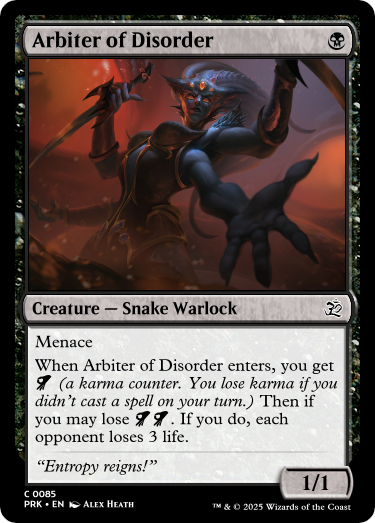 Arbiter of Disorder
Creature — Snake Warlock
Menace
When Arbiter of Disorder enters, you get
(a karma counter. You lose karma if you
didn't cast a spell on your turn.) Then if
you may lose . If you do, each
opponent loses 3 life.
"Entropy reigns!"
1/1
C 0085
PRK • EN Alex Heath
™ & © 2025 Wizards of the Coast